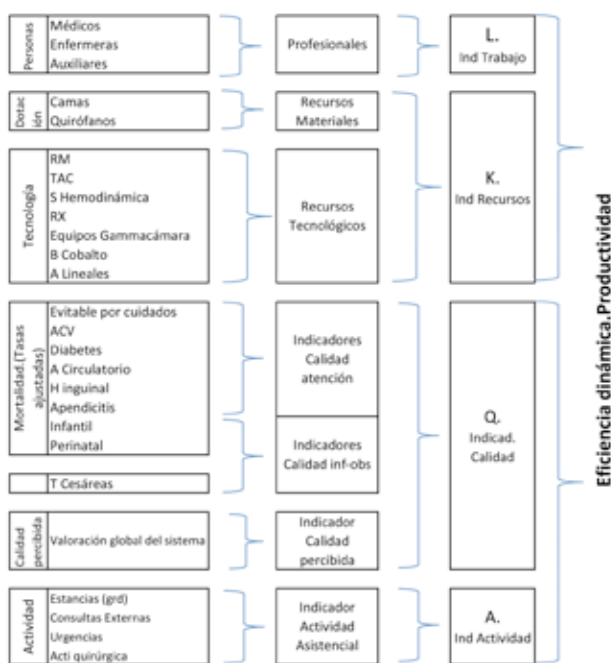 Personas
Médicos
Enfermeras
Auxiliares
Profesionales
L.
Ind Trabajo
Dotac
ión
Camas
Quirófanos
Recursos
Materiales
Tecnología
RM
TAC
S Hemodinámica
RX
Equipos Gammacámara
B Cobalto
A Lineales
Recursos
Tecnológicos
K.
Ind Recursos
Mortalidad.(Tasas
ajustadas)
Evitable por cuidados
ACV
Diabetes
A Circulatorio
H inguinal
Apendicitis
Infantil
Perinatal
T Cesáreas
Indicadores
Calidad
atención
Indicadores
Calidad inf-obs
Calidad
percibida
Valoración global del sistema
Indicador
Calidad
percibida
Q.
Indicad.
Calidad
Actividad
Estancias (grd)
Consultas Externas
Urgencias
Acti quirúrgica
Indicador
Actividad
Asistencial
A.
Ind Actividad
Eficiencia dinámica.Productividad